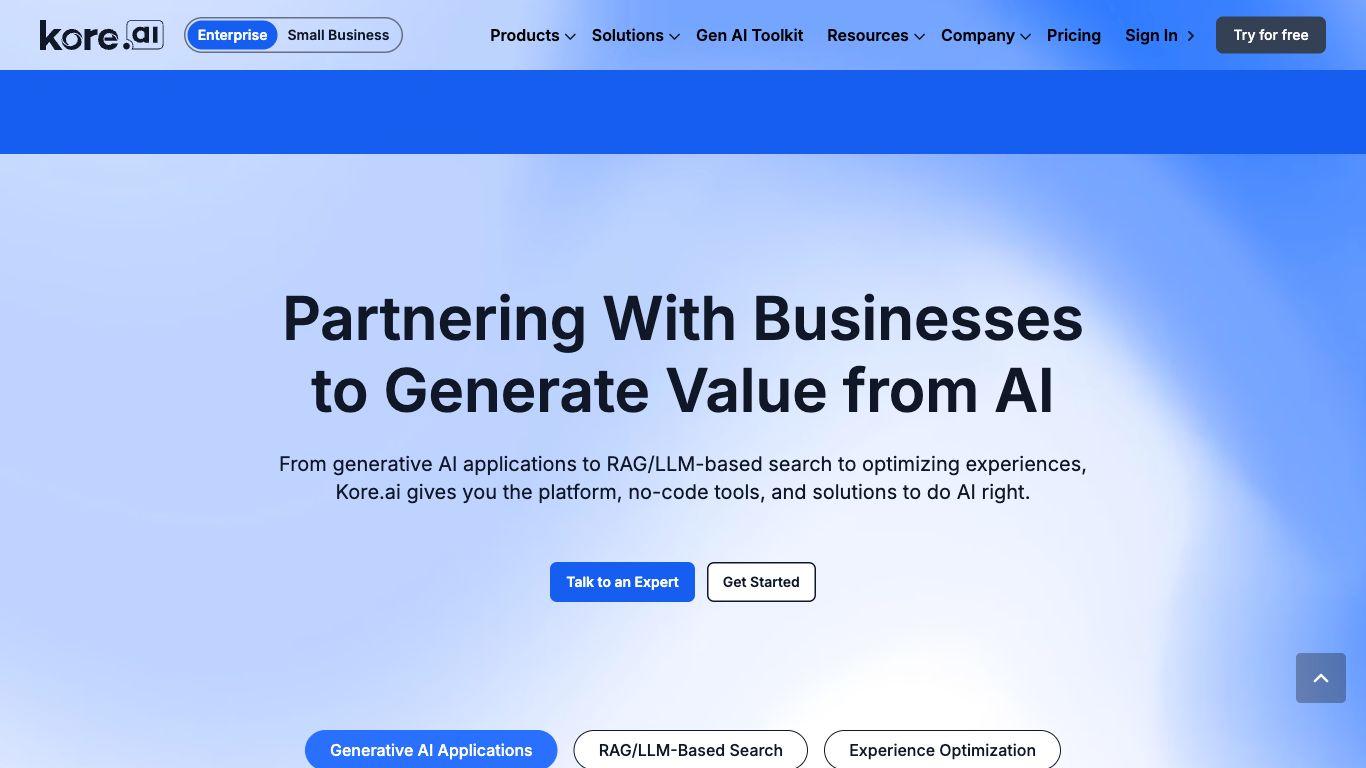 kore.ai
Enterprise
Small Business
Products
Solutions
Gen AI Toolkit
Resources
Company
Pricing
Sign In
Try for free
Partnering With Businesses
to Generate Value from AI
From generative AI applications to RAG/LLM-based search to optimizing experiences,
Kore.ai gives you the platform, no-code tools, and solutions to do AI right.
Talk to an Expert
Get Started
Generative AI Applications
RAG/LLM-Based Search
Experience Optimization